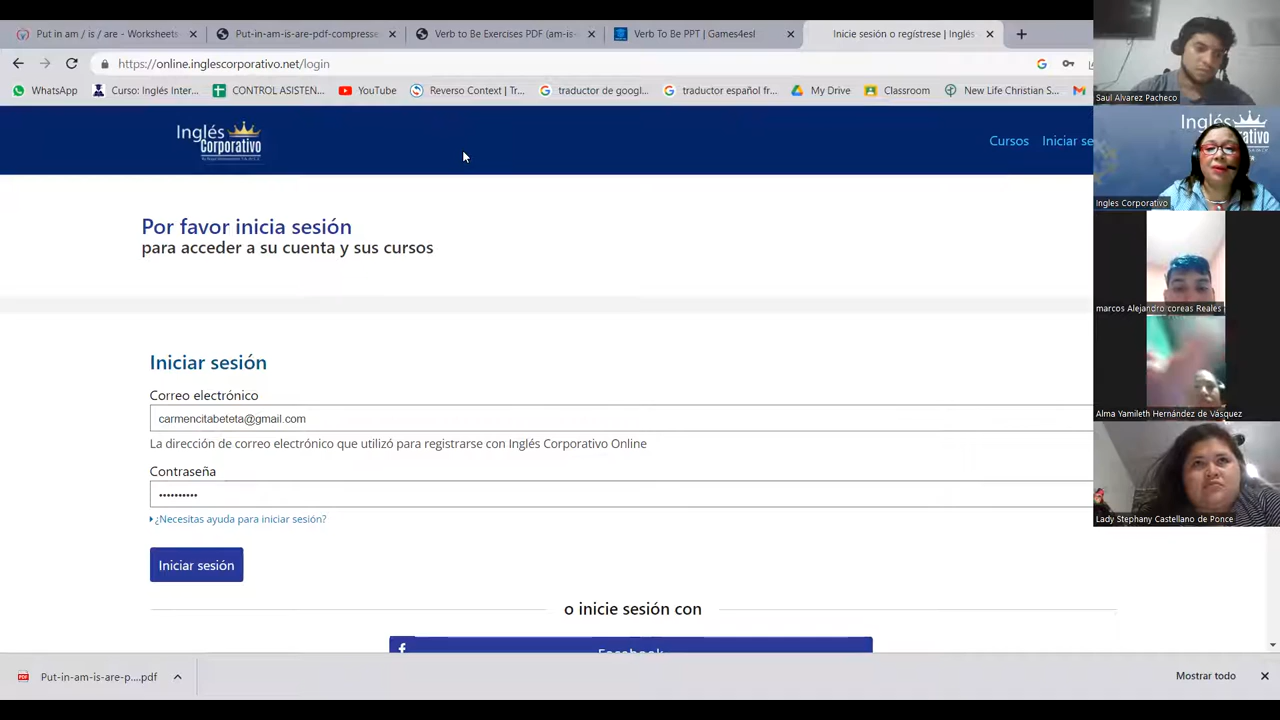 Put in am / is / are - Worksheets
Put-in-am-is-are-pdf-compresse
Verb to Be Exercises PDF (am-is-
Verb To Be PPT | Games4esl
Inicie sesión o regístrese | Inglés
https://online.inglescorporativo.net/login
WhatsApp
Curso: Inglés Inter...
CONTROL ASISTEN...
YouTube
Reverso Context | Tr...
traductor de googl...
traductor español fr...
My Drive
Classroom
New Life Christian S...
Inglés
Corporativo
Cursos
Iniciar se
Por favor inicia sesión
para acceder a su cuenta y sus cursos
Iniciar sesión
Correo electrónico
carmencitabeteta@gmail.com
La dirección de correo electrónico que utilizó para registrarse con Inglés Corporativo Online
Contraseña
••••••••••
¿Necesitas ayuda para iniciar sesión?
Iniciar sesión
o inicie sesión con
Facebook
Put-in-am-is-are-p....pdf
Mostrar todo
Saul Alvarez Pacheco
Ingles Corporativo
marcos Alejandro coreas Reales
Alma Yamileth Hernández de Vásquez
Lady Stephany Castellano de Ponce